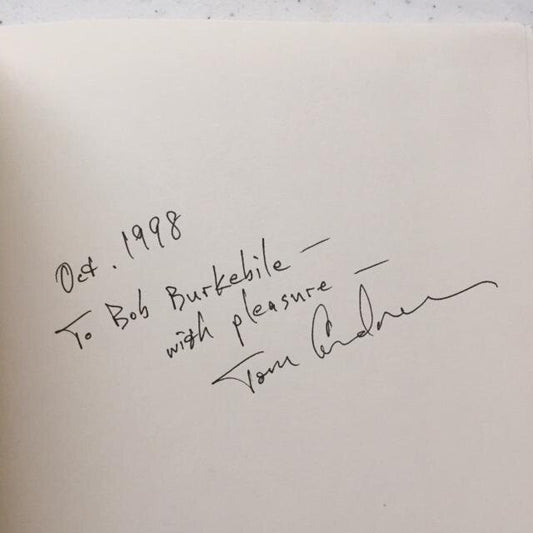 Oct. 1998
To Bob Burkebile —
with pleasure —
Tom